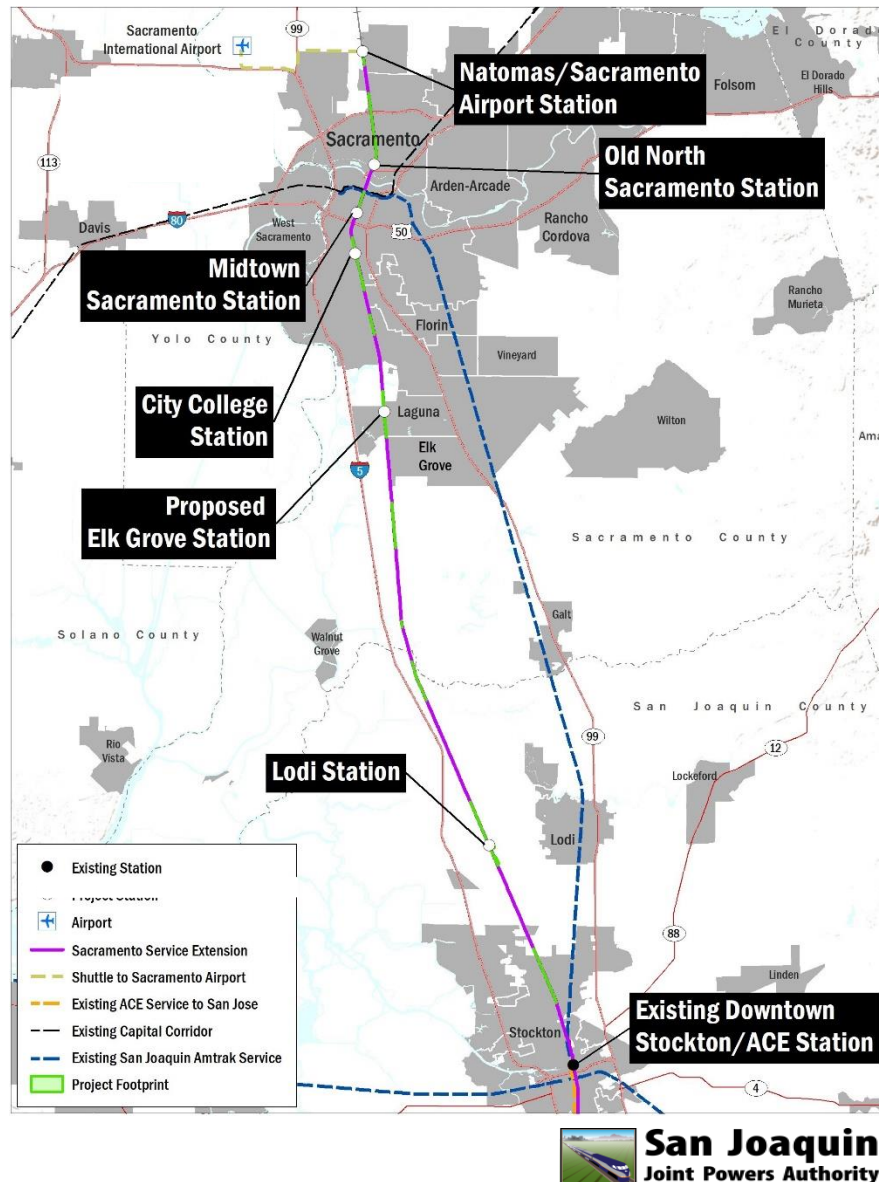 Sacramento
International Airport
99
El Dorado
County
Natomas/Sacramento
Airport Station
Folsom
El Dorado
Hills
Sacramento
113
Old North
Sacramento Station
Arden-Arcade
Davis
80
West
Sacramento
50
Rancho
Cordova
Midtown
Sacramento Station
Rancho
Murieta
Yolo County
Florin
Vineyard
City College
Station
Laguna
Wilton
Elk
Grove
5
Proposed
Elk Grove Station
Sacramento County
Solano County
Walnut
Grove
Galt
San Joaquin County
Rio
Vista
99
12
Lodi Station
Lockeford
Lodi
Existing Station
Project Station
Airport
Sacramento Service Extension
Shuttle to Sacramento Airport
Existing ACE Service to San Jose
Existing Capital Corridor
Existing San Joaquin Amtrak Service
Project Footprint
88
Linden
Stockton
Existing Downtown
Stockton/ACE Station
4
San Joaquin
Joint Powers Authority